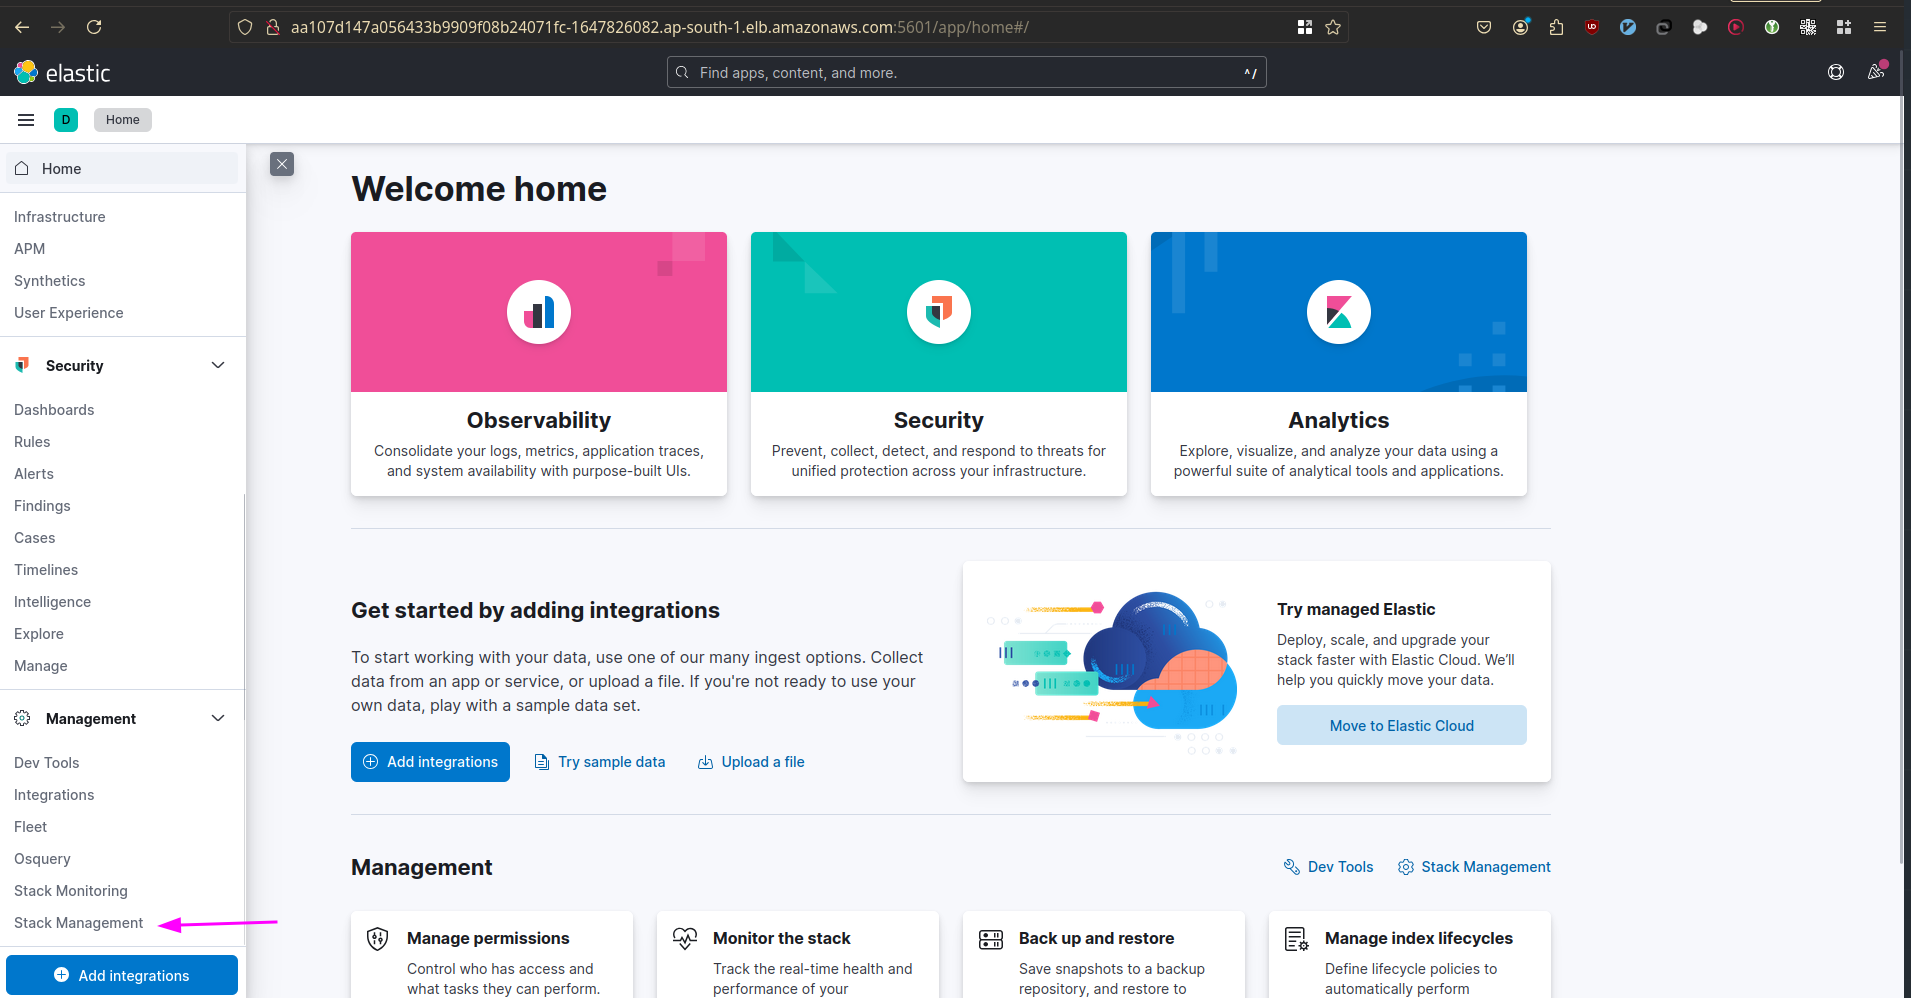 aa107d147a056433b9909f08b24071fc-1647826082.ap-south-1.elb.amazonaws.com:5601/app/home#/
elastic
Find apps, content, and more.
^/
D
Home
Home
Infrastructure
APM
Synthetics
User Experience
Security
Dashboards
Rules
Alerts
Findings
Cases
Timelines
Intelligence
Explore
Manage
Management
Dev Tools
Integrations
Fleet
Osquery
Stack Monitoring
Stack Management
Add integrations
Welcome home
Observability
Consolidate your logs, metrics, application traces,
and system availability with purpose-built UIs.
Security
Prevent, collect, detect, and respond to threats for
unified protection across your infrastructure.
Analytics
Explore, visualize, and analyze your data using a
powerful suite of analytical tools and applications.
Get started by adding integrations
To start working with your data, use one of our many ingest options. Collect
data from an app or service, or upload a file. If you're not ready to use your
own data, play with a sample data set.
Add integrations
Try sample data
Upload a file
Try managed Elastic
Deploy, scale, and upgrade your
stack faster with Elastic Cloud. We’ll
help you quickly move your data.
Move to Elastic Cloud
Management
Dev Tools
Stack Management
Manage permissions
Control who has access and
what tasks they can perform.
Monitor the stack
Track the real-time health and
performance of your
Back up and restore
Save snapshots to a backup
repository, and restore to
Manage index lifecycles
Define lifecycle policies to
automatically perform